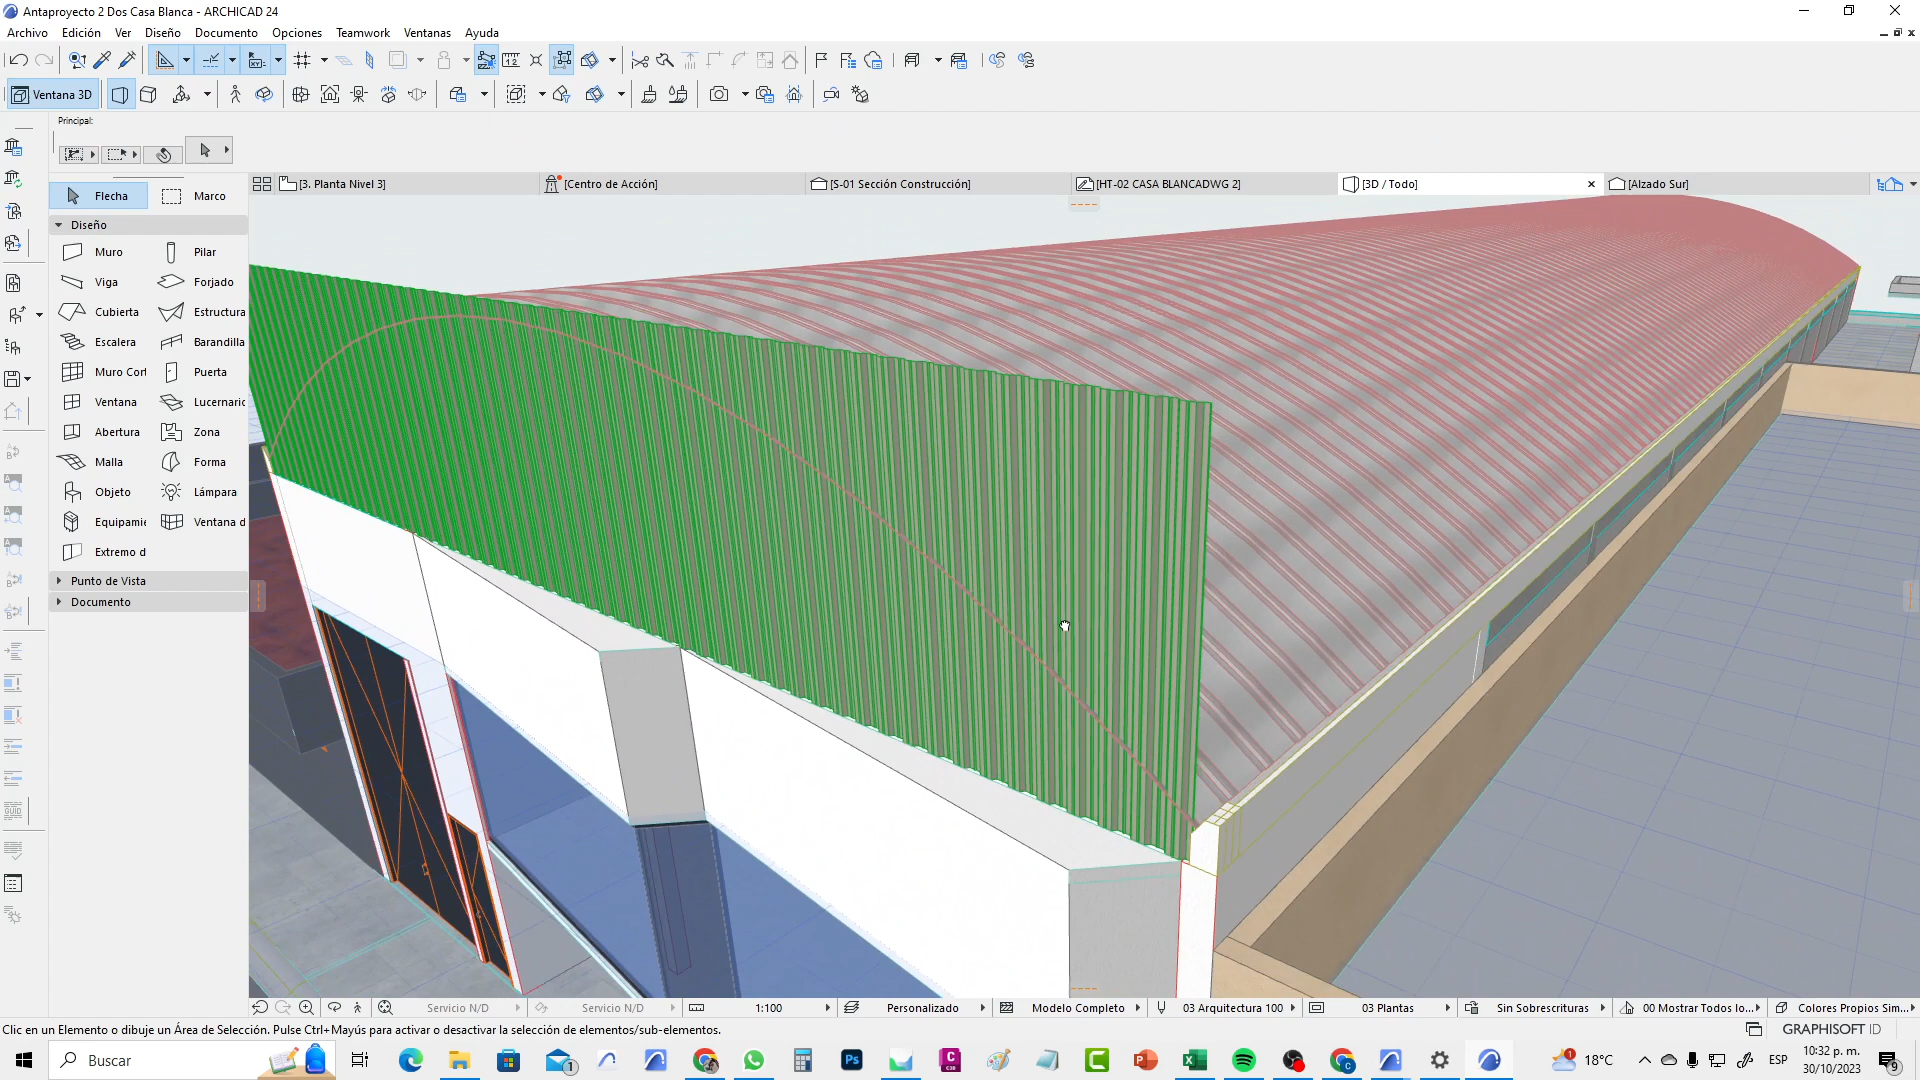 Antaproyecto 2 Dos Casa Blanca - ARCHICAD 24
Archivo Edición Ver Diseño Documento Opciones Teamwork Ventanas Ayuda
Ventana 3D
Principal:
[3. Planta Nivel 3] [Centro de Acción] [S-01 Sección Construcción] [HT-02 CASA BLANCADWG 2] [3D / Todo] [Alzado Sur]
Flecha Marco
Diseño
Muro Pilar
Viga Forjado
Cubierta Estructura
Escalera Barandilla
Muro Cort Puerta
Ventana Lucernario
Abertura Zona
Malla Forma
Objeto Lámpara
Equipamie Ventana d
Extremo d
Punto de Vista
Documento
Servicio N/D Servicio N/D 1:100 Personalizado Modelo Completo 03 Arquitectura 100 03 Plantas Sin Sobrescrituras 00 Mostrar Todos lo... Colores Propios Sim...
Clic en un Elemento o dibuje un Área de Selección. Pulse Ctrl+Mayús para activar o desactivar la selección de elementos/sub-elementos.
GRAPHISOFT ID
Buscar
18°C
ESP
10:32 p. m.
30/10/2023